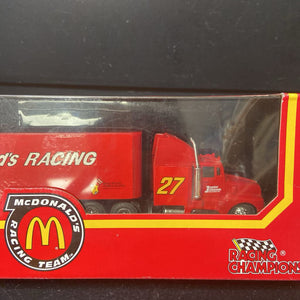 d's RACING
27
McDONALD'S
M
RACING TEAM
RACING
CHAMPIONS